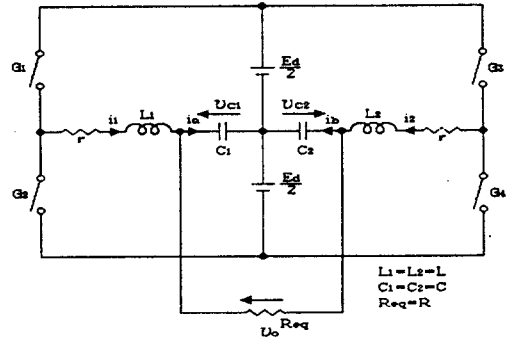 Ed
2
G1
G3
UC1
UC2
L1
L2
i1
ia
ib
i2
r
C1
C2
r
G2
Ed
2
G4
L1=L2=L
C1=C2=C
Req=R
Req
Uo